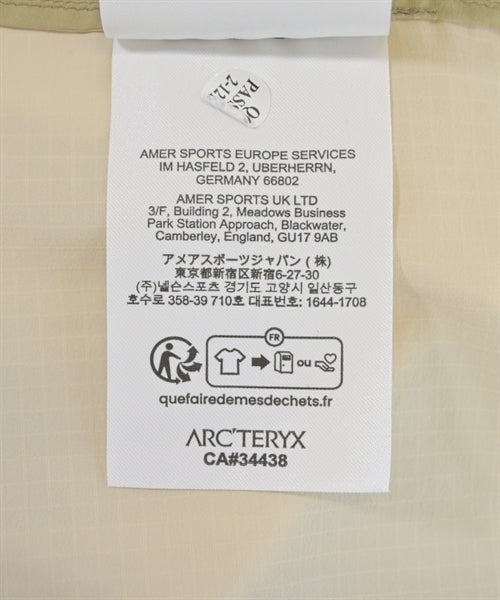 PASS
2-12
AMER SPORTS EUROPE SERVICES
IM HASFELD 2, UBERHERRN,
GERMANY 66802
AMER SPORTS UK LTD
3/F, Building 2, Meadows Business
Park Station Approach, Blackwater,
Camberley, England, GU17 9AB
アメアスポーツジャパン(株)
東京都新宿区新宿6-27-30
(주)넬슨스포츠 경기도 고양시 일산동구
호수로 358-39 710호 대표번호: 1644-1708
FR
ou
quefairedemesdechets.fr
ARC'TERYX
CA#34438